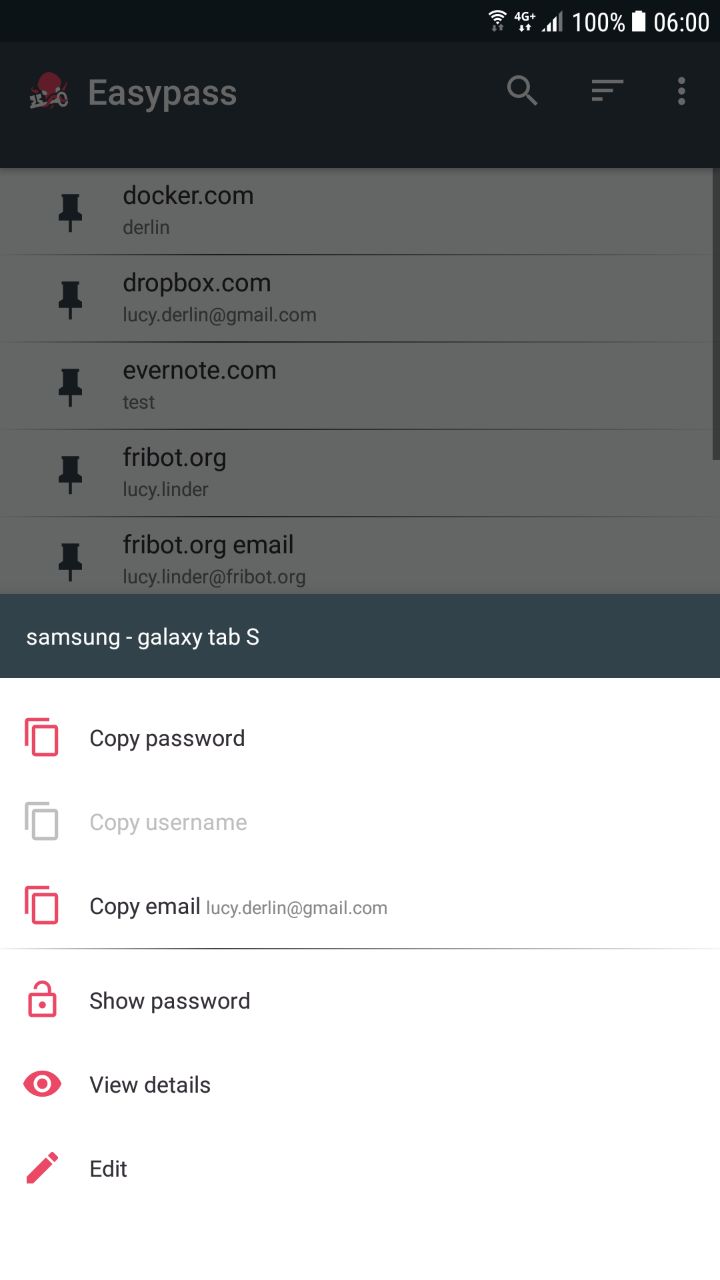 4G+ 100% 06:00
Easypass
docker.com
derlin
dropbox.com
lucy.derlin@gmail.com
evernote.com
test
fribot.org
lucy.linder
fribot.org email
lucy.linder@fribot.org
samsung - galaxy tab S
Copy password
Copy username
Copy email lucy.derlin@gmail.com
Show password
View details
Edit